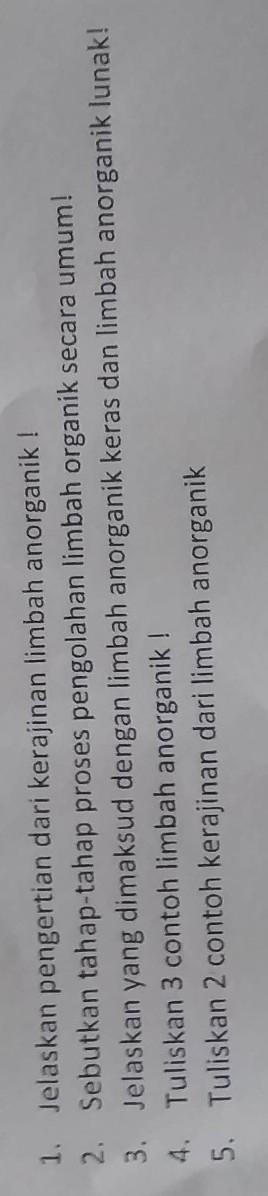 1. Jelaskan pengertian dari kerajinan limbah anorganik !
2. Sebutkan tahap-tahap proses pengolahan limbah organik secara umum!
3. Jelaskan yang dimaksud dengan limbah anorganik keras dan limbah anorganik lunak!
4. Tuliskan 3 contoh limbah anorganik !
5. Tuliskan 2 contoh kerajinan dari limbah anorganik